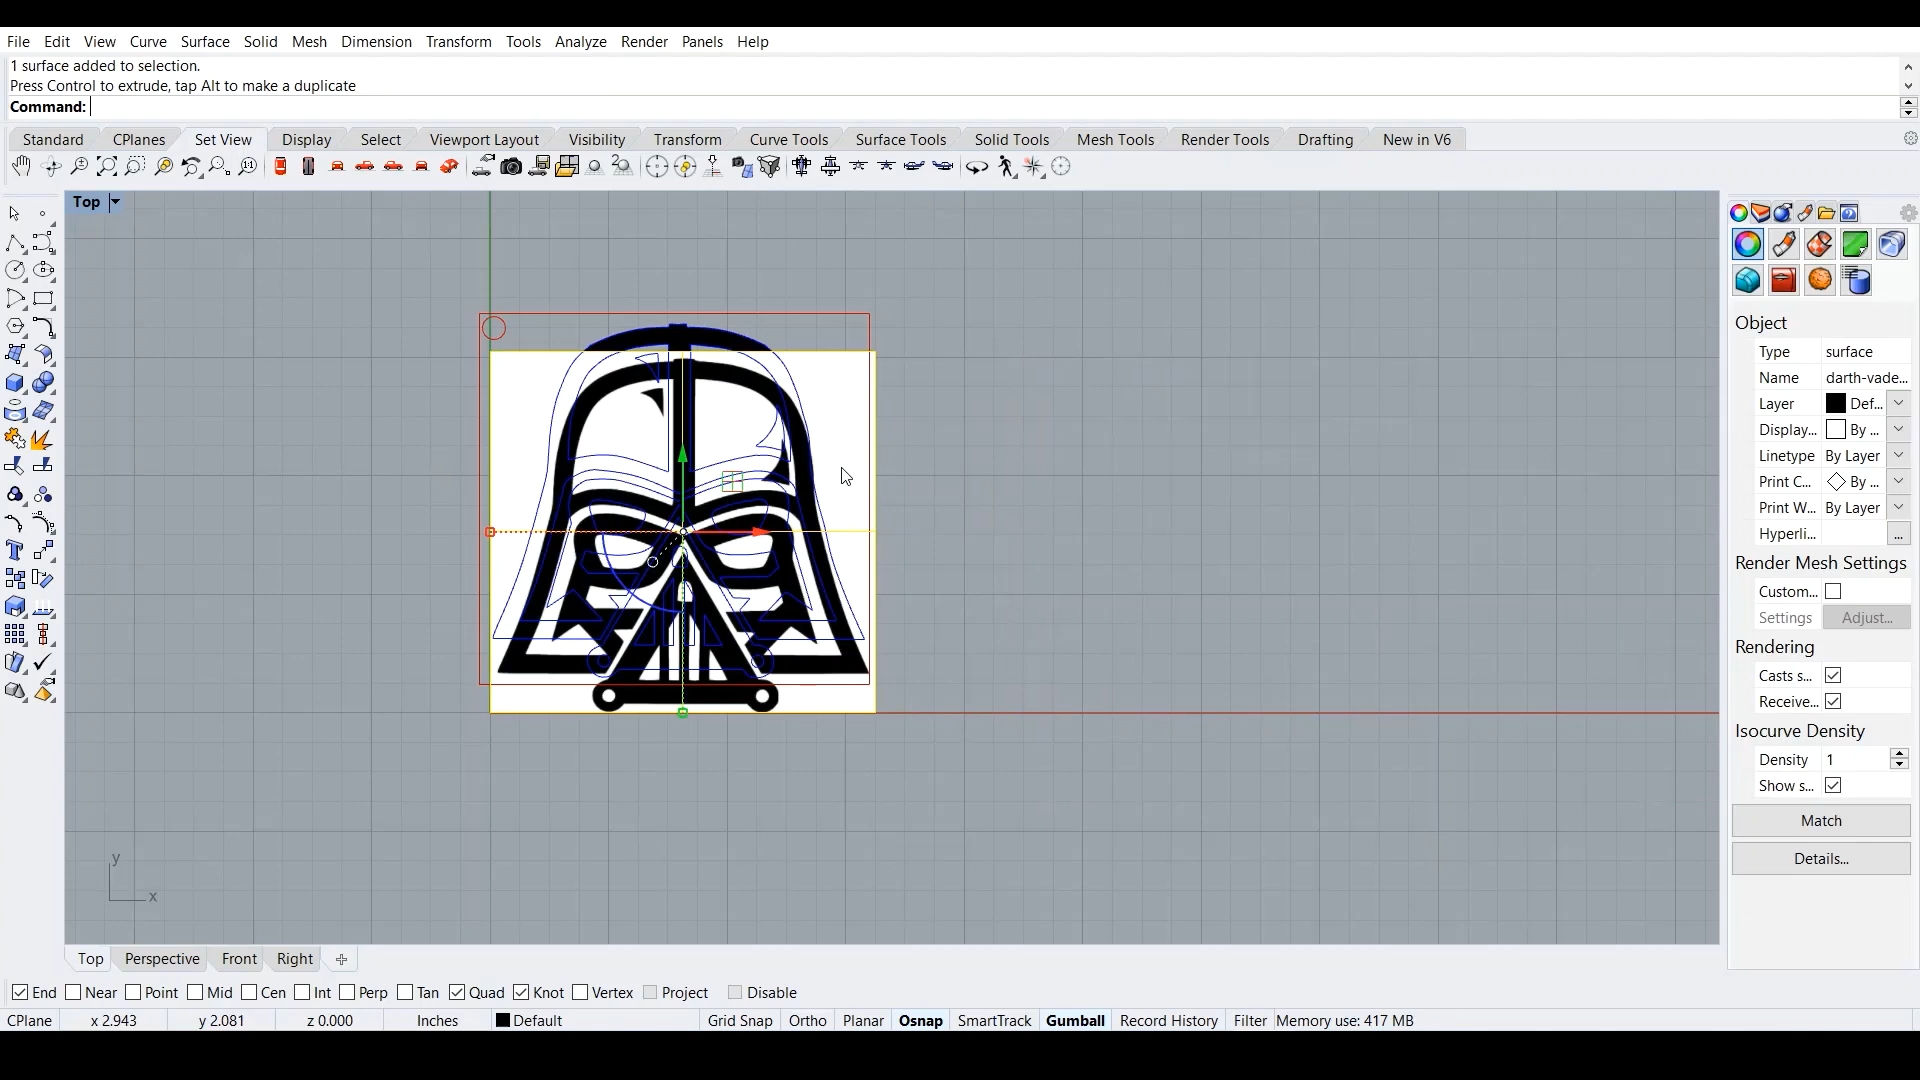 File Edit View Curve Surface Solid Mesh Dimension Transform Tools Analyze Render Panels Help
1 surface added to selection.
Press Control to extrude, tap Alt to make a duplicate
Command:
Standard CPlanes Set View Display Select Viewport Layout Visibility Transform Curve Tools Surface Tools Solid Tools Mesh Tools Render Tools Drafting New in V6
Top
Object
Type surface
Name darth-vade...
Layer Def...
Display... By ...
Linetype By Layer
Print C... By ...
Print W... By Layer
Hyperli... ...
Render Mesh Settings
Custom...
Settings Adjust...
Rendering
Casts s...
Receive...
Isocurve Density
Density 1
Show s...
Match
Details...
y
x
Top Perspective Front Right
End Near Point Mid Cen Int Perp Tan Quad Knot Vertex Project Disable
CPlane x 2.943 y 2.081 z 0.000 Inches Default Grid Snap Ortho Planar Osnap SmartTrack Gumball Record History Filter Memory use: 417 MB